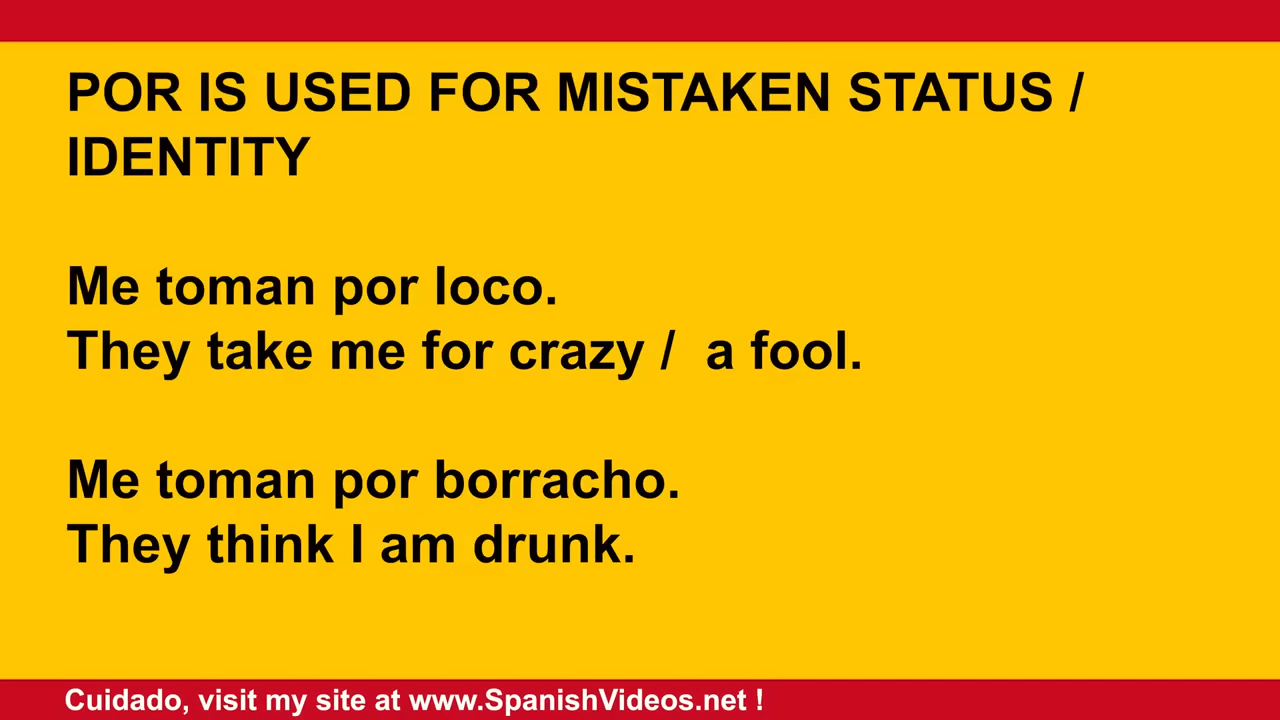 POR IS USED FOR MISTAKEN STATUS /
IDENTITY
Me toman por loco.
They take me for crazy /  a fool.
Me toman por borracho.
They think I am drunk.
Cuidado, visit my site at www.SpanishVideos.net !